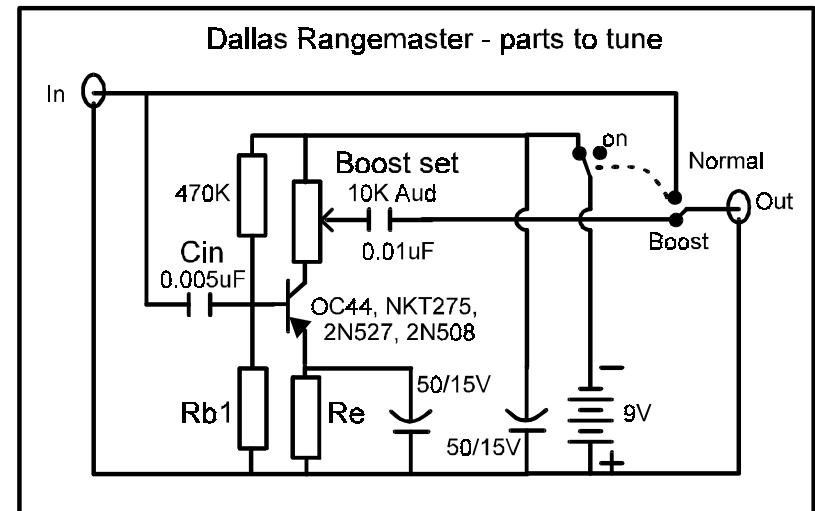 Dallas Rangemaster - parts to tune
In
on
Boost set
Normal
470K
10K Aud
Out
Cin
0.01uF
Boost
0.005uF
OC44, NKT275,
2N527, 2N508
50/15V
Rb1
Re
9V
50/15V